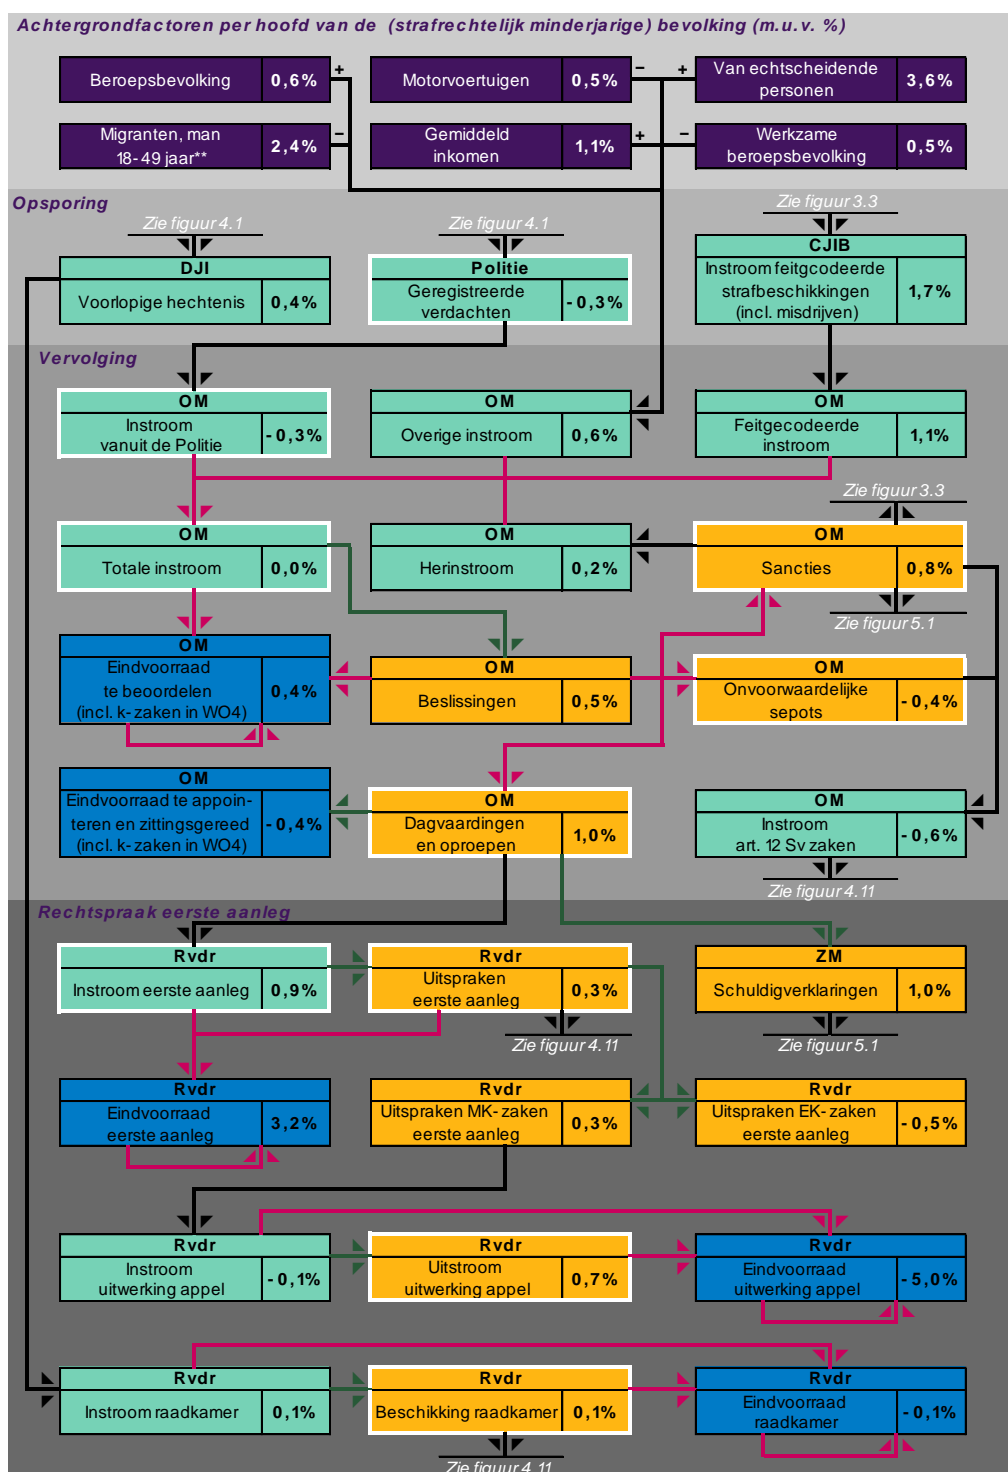 Achtergrondfactoren per hoofd van de (strafrechtelijk minderjarige) bevolking (m.u.v. %)
Beroepsbevolking 0,6% +
Motorvoertuigen 0,5% −
+ Van echtscheidende
personen 3,6%
Migranten, man
18-49 jaar** 2,4% −
Gemiddeld
inkomen 1,1% +
− Werkzame
beroepsbevolking 0,5%
Opsporing
Zie figuur 4.1
Zie figuur 4.1
Zie figuur 3.3
DJI
Voorlopige hechtenis 0,4%
Politie
Geregistreerde
verdachten -0,3%
CJIB
Instroom feitgcodeerde
strafbeschikkingen
(incl. misdrijven) 1,7%
Vervolging
OM
Instroom
vanuit de Politie -0,3%
OM
Overige instroom 0,6%
OM
Feitgecodeerde
instroom 1,1%
Zie figuur 3.3
OM
Totale instroom 0,0%
OM
Herinstroom 0,2%
OM
Sancties 0,8%
Zie figuur 5.1
OM
Eindvoorraad
te beoordelen
(incl. k-zaken in WO4) 0,4%
OM
Beslissingen 0,5%
OM
Onvoorwaardelijke
sepots -0,4%
OM
Eindvoorraad te appoin-
teren en zittingsgereed
(incl. k-zaken in WO4) -0,4%
OM
Dagvaardingen
en oproepen 1,0%
OM
Instroom
art. 12 Sv zaken -0,6%
Zie figuur 4.11
Rechtspraak eerste aanleg
Rvdr
Instroom eerste aanleg 0,9%
Rvdr
Uitspraken
eerste aanleg 0,3%
ZM
Schuldigverklaringen 1,0%
Zie figuur 4.11
Zie figuur 5.1
Rvdr
Eindvoorraad
eerste aanleg 3,2%
Rvdr
Uitspraken MK-zaken
eerste aanleg 0,3%
Rvdr
Uitspraken EK-zaken
eerste aanleg -0,5%
Rvdr
Instroom
uitwerking appel -0,1%
Rvdr
Uitstroom
uitwerking appel 0,7%
Rvdr
Eindvoorraad
uitwerking appel -5,0%
Rvdr
Instroom raadkamer 0,1%
Rvdr
Beschikking raadkamer 0,1%
Rvdr
Eindvoorraad
raadkamer -0,1%
Zie figuur 4.11